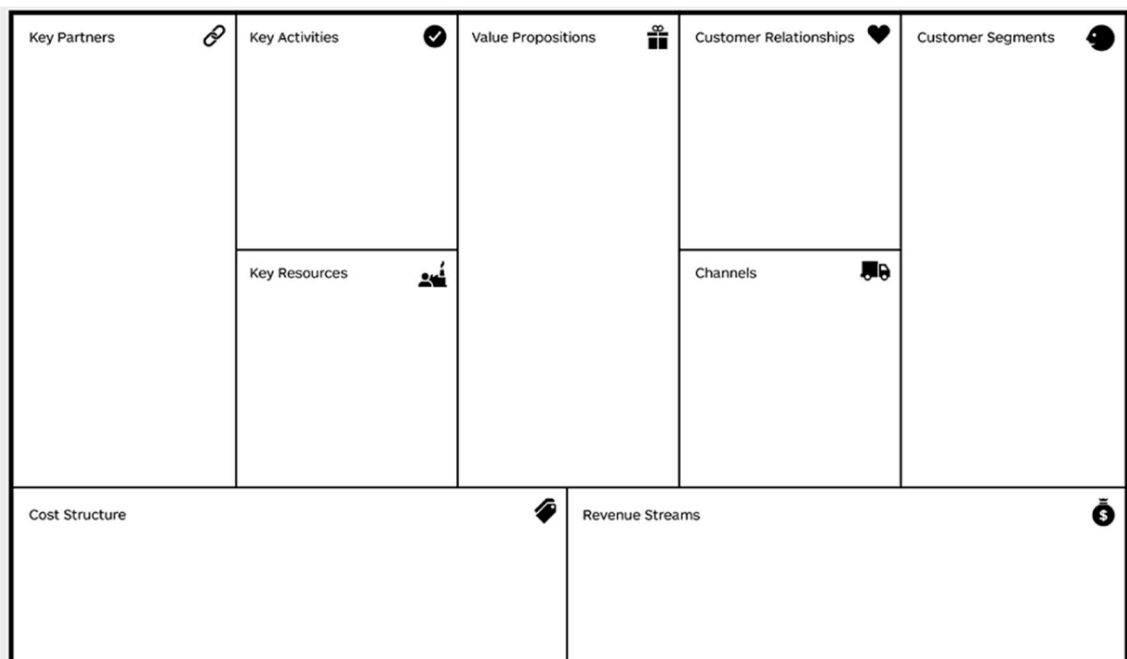 Key Partners
Key Activities
Value Propositions
Customer Relationships
Customer Segments
Key Resources
Channels
Cost Structure
Revenue Streams
$